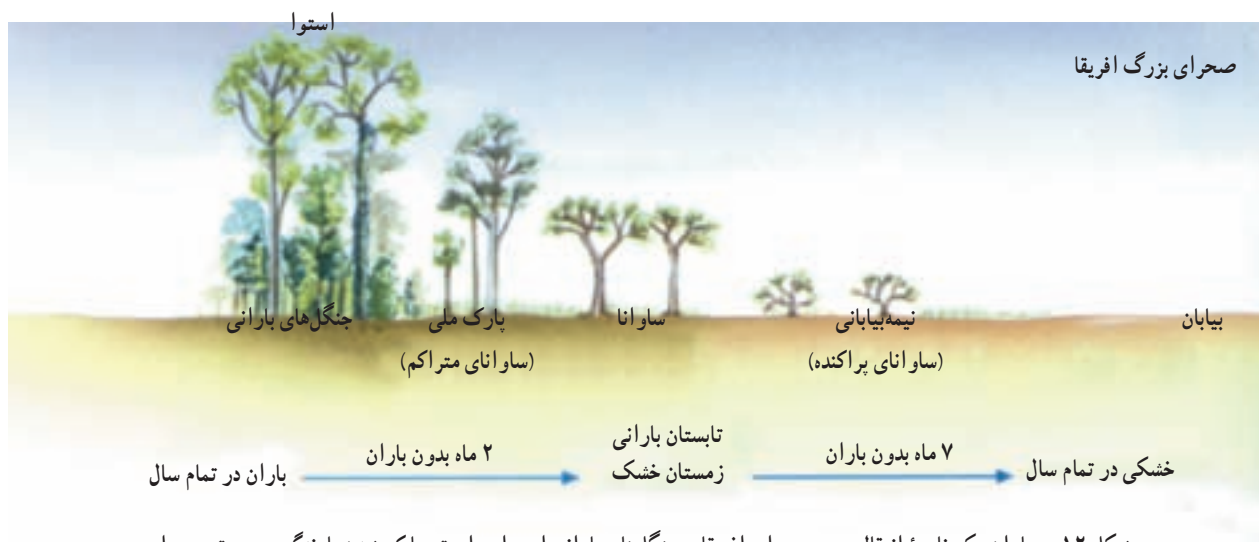 استوا
صحرای بزرگ افریقا
بیابان
نیمه‌بیابانی
(ساوانای پراکنده)
ساوانا
پارک ملی
(ساوانای متراکم)
جنگل‌های بارانی
باران در تمام سال
۲ ماه بدون باران
تابستان بارانی
زمستان خشک
۷ ماه بدون باران
خشکی در تمام سال